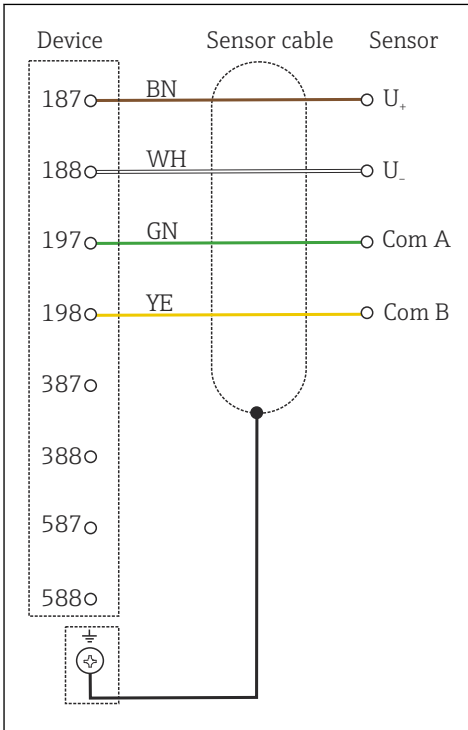 Device Sensor cable Sensor
187 BN U+
188 WH U-
197 GN Com A
198 YE Com B
387
388
587
588